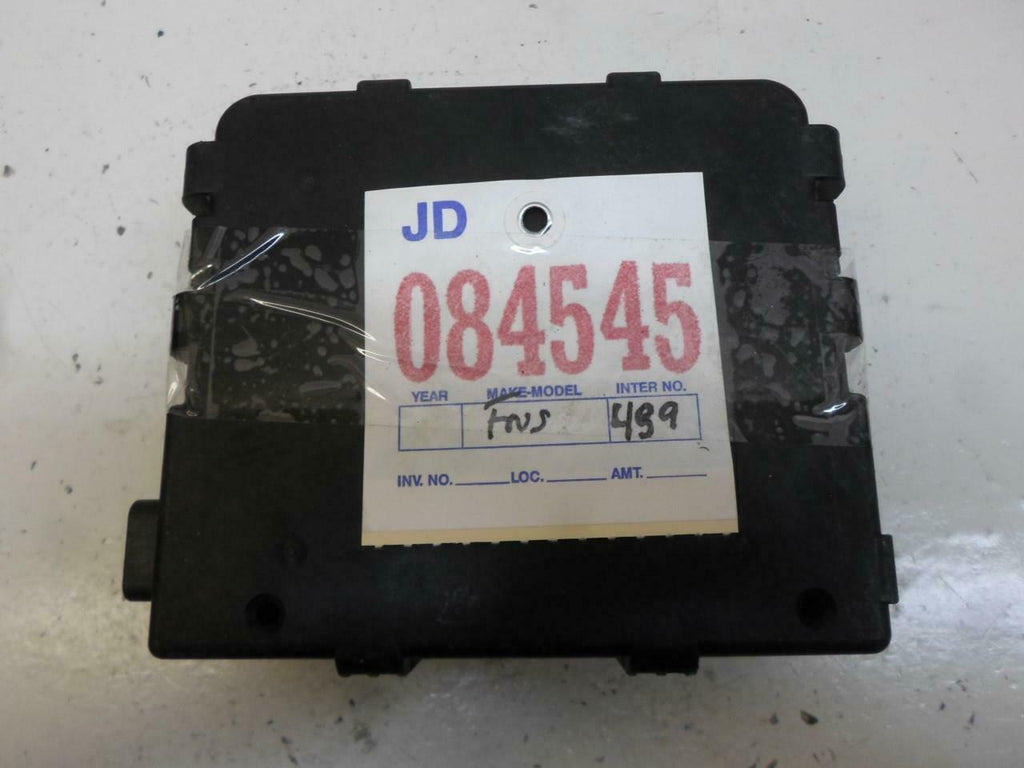 JD
084545
YEAR MAKE-MODEL INTER NO.
499
INV. NO. LOC. AMT.